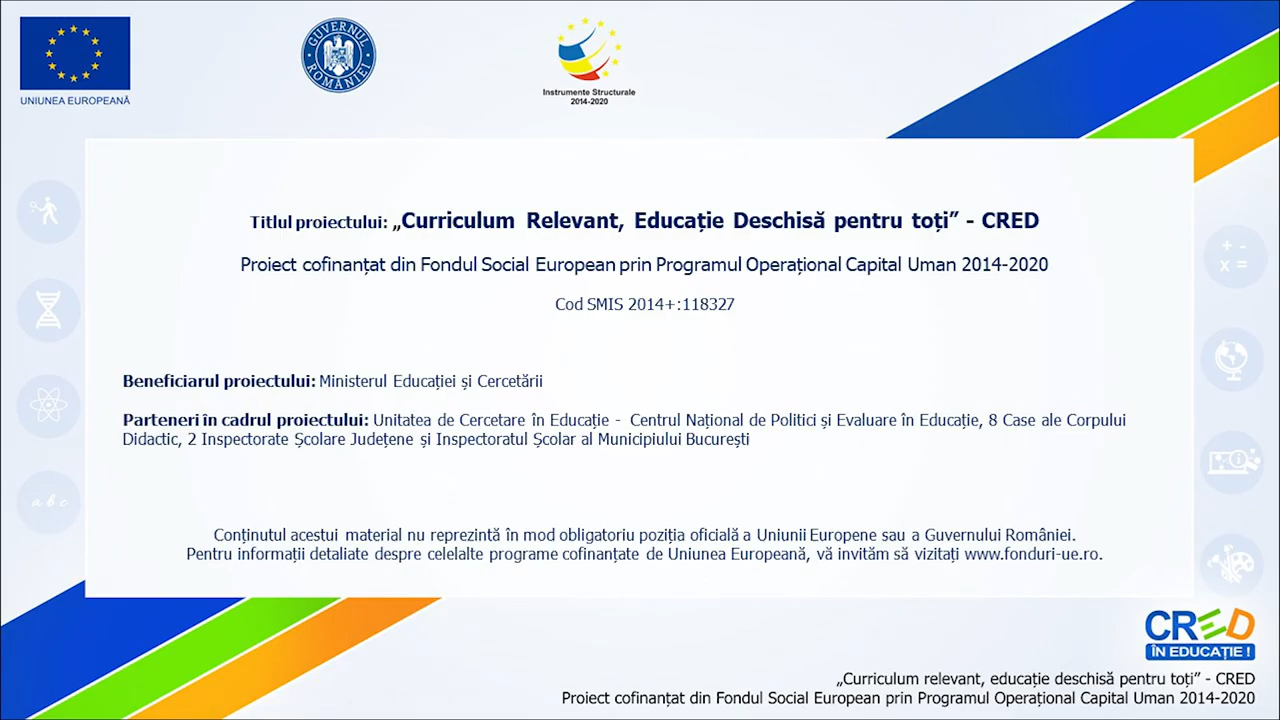 UNIUNEA EUROPEANĂ
GUVERNUL ROMÂNIEI
Instrumente Structurale
2014-2020
Titlul proiectului: „Curriculum Relevant, Educație Deschisă pentru toți” - CRED
Proiect cofinanțat din Fondul Social European prin Programul Operațional Capital Uman 2014-2020
Cod SMIS 2014+:118327
Beneficiarul proiectului: Ministerul Educației și Cercetării
Parteneri în cadrul proiectului: Unitatea de Cercetare în Educație - Centrul Național de Politici și Evaluare în Educație, 8 Case ale Corpului
Didactic, 2 Inspectorate Școlare Județene și Inspectoratul Școlar al Municipiului București
a b c
+ -
x =
Conținutul acestui material nu reprezintă în mod obligatoriu poziția oficială a Uniunii Europene sau a Guvernului României.
Pentru informații detaliate despre celelalte programe cofinanțate de Uniunea Europeană, vă invităm să vizitați www.fonduri-ue.ro.
CRED
ÎN EDUCAȚIE !
„Curriculum relevant, educație deschisă pentru toți” - CRED
Proiect cofinanțat din Fondul Social European prin Programul Operațional Capital Uman 2014-2020